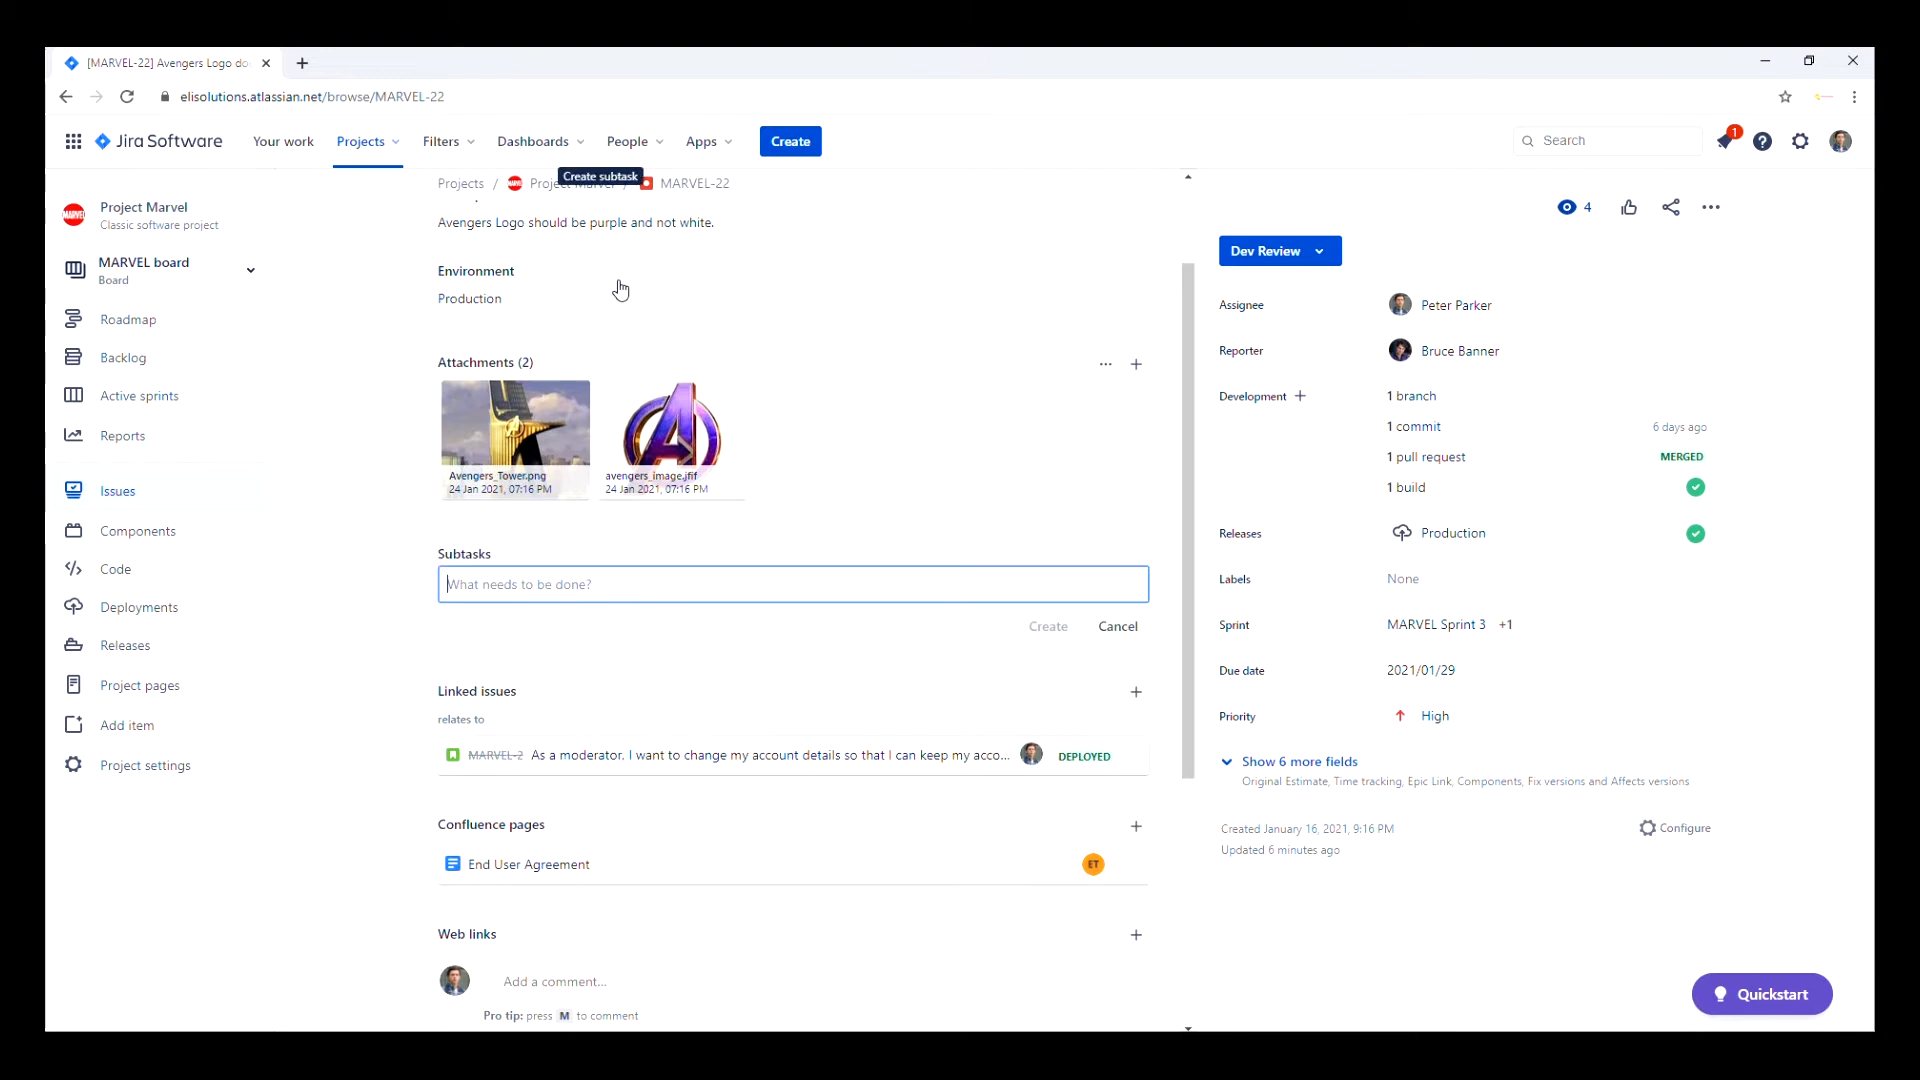 [MARVEL-22] Avengers Logo do
elisolutions.atlassian.net/browse/MARVEL-22
Jira Software
Your work
Projects
Filters
Dashboards
People
Apps
Create
Search
1
Create subtask
Projects / Project Marvel / MARVEL-22
MARVEL
Project Marvel
Classic software project
MARVEL board
Board
Roadmap
Backlog
Active sprints
Reports
Issues
Components
Code
Deployments
Releases
Project pages
Add item
Project settings
Avengers Logo should be purple and not white.
Environment
Production
Attachments (2)
Avengers_Tower.png
24 Jan 2021, 07:16 PM
avengers_image.jfif
24 Jan 2021, 07:16 PM
Subtasks
What needs to be done?
Create
Cancel
Linked issues
relates to
MARVEL-2 As a moderator. I want to change my account details so that I can keep my acco... DEPLOYED
Confluence pages
End User Agreement
ET
Web links
Add a comment...
Pro tip: press M to comment
4
Dev Review
Assignee
Peter Parker
Reporter
Bruce Banner
Development
1 branch
1 commit
6 days ago
1 pull request
MERGED
1 build
Releases
Production
Labels
None
Sprint
MARVEL Sprint 3 +1
Due date
2021/01/29
Priority
High
Show 6 more fields
Original Estimate, Time tracking, Epic Link, Components, Fix versions and Affects versions
Created January 16, 2021, 9:16 PM
Configure
Updated 6 minutes ago
Quickstart